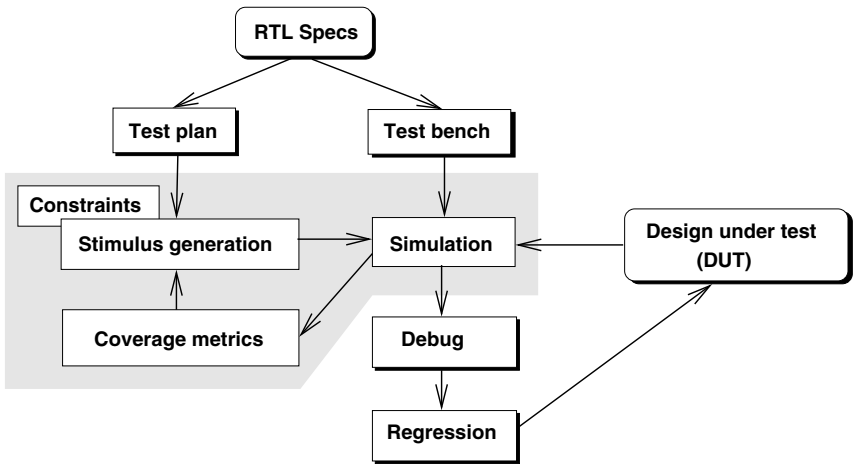 RTL Specs
Test plan
Test bench
Constraints
Stimulus generation
Simulation
Design under test
(DUT)
Coverage metrics
Debug
Regression